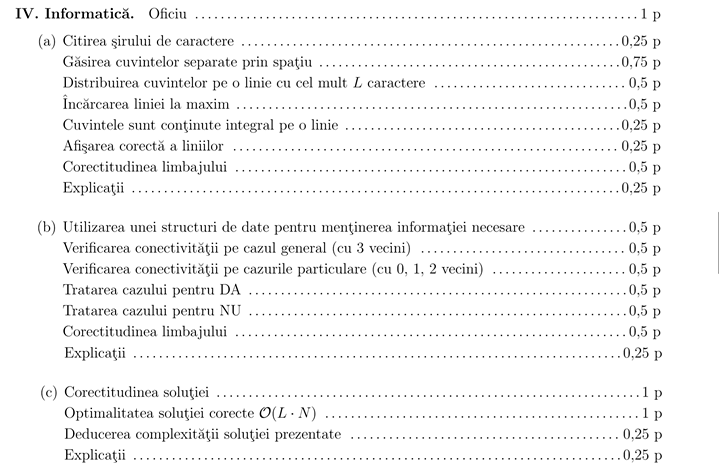 IV. Informatică. Oficiu ........ 1 p
(a) Citirea şirului de caractere ........ 0,25 p
Găsirea cuvintelor separate prin spaţiu ........ 0,75 p
Distribuirea cuvintelor pe o linie cu cel mult L caractere ........ 0,5 p
Încărcarea liniei la maxim ........ 0,5 p
Cuvintele sunt conţinute integral pe o linie ........ 0,25 p
Afişarea corectă a liniilor ........ 0,25 p
Corectitudinea limbajului ........ 0,5 p
Explicaţii ........ 0,25 p
(b) Utilizarea unei structuri de date pentru menţinerea informaţiei necesare ........ 0,5 p
Verificarea conectivităţii pe cazul general (cu 3 vecini) ........ 0,5 p
Verificarea conectivităţii pe cazurile particulare (cu 0, 1, 2 vecini) ........ 0,5 p
Tratarea cazului pentru DA ........ 0,5 p
Tratarea cazului pentru NU ........ 0,5 p
Corectitudinea limbajului ........ 0,5 p
Explicaţii ........ 0,25 p
(c) Corectitudinea soluţiei ........ 1 p
Optimalitatea soluţiei corecte O(L · N) ........ 1 p
Deducerea complexităţii soluţiei prezentate ........ 0,25 p
Explicaţii ........ 0,25 p